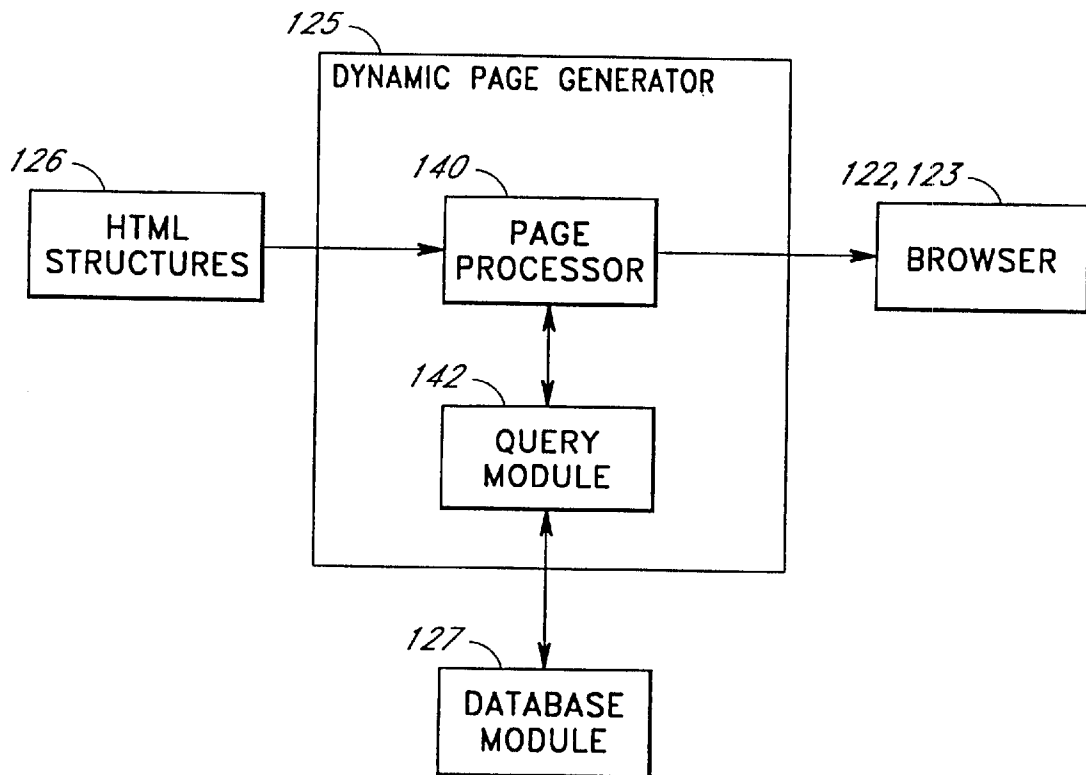 125
DYNAMIC PAGE GENERATOR
126
HTML
STRUCTURES
140
PAGE
PROCESSOR
122, 123
BROWSER
142
QUERY
MODULE
127
DATABASE
MODULE